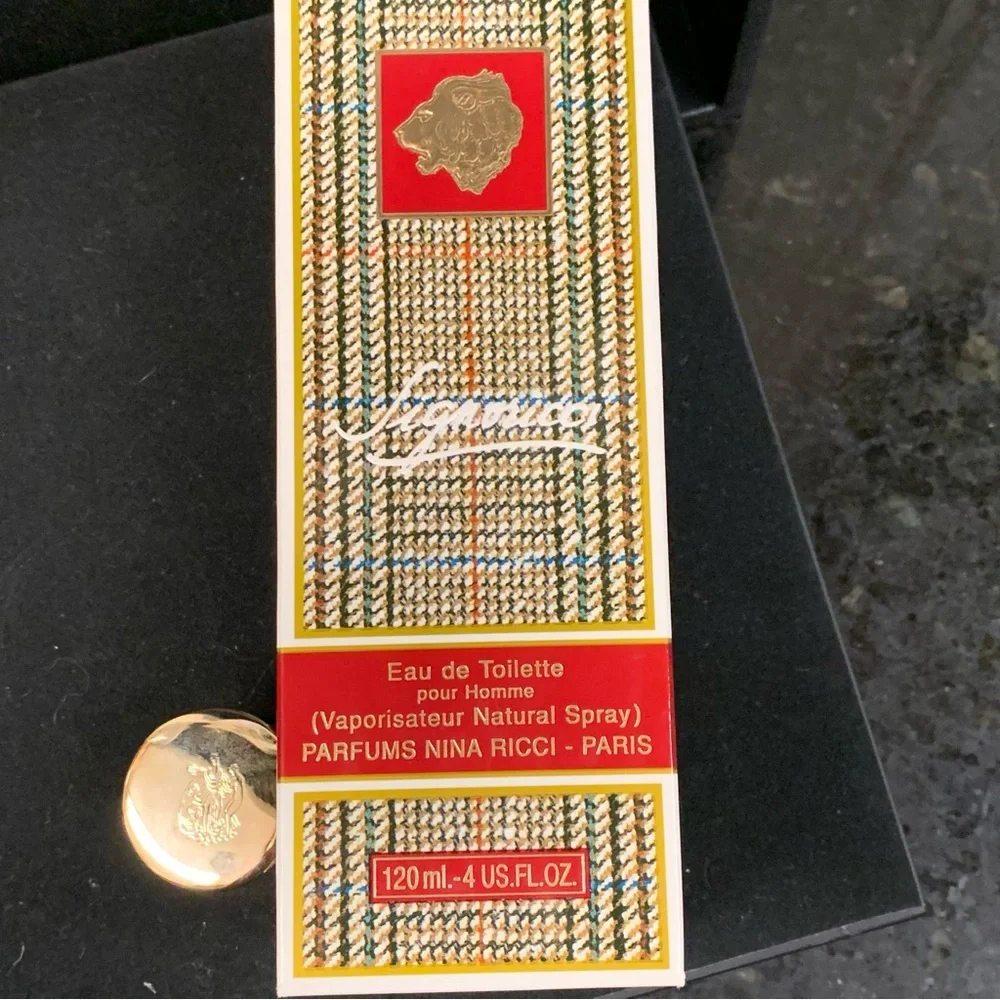 Signoricci
Eau de Toilette
pour Homme
(Vaporisateur Natural Spray)
PARFUMS NINA RICCI - PARIS
120 ml.-4 US.FL.OZ.